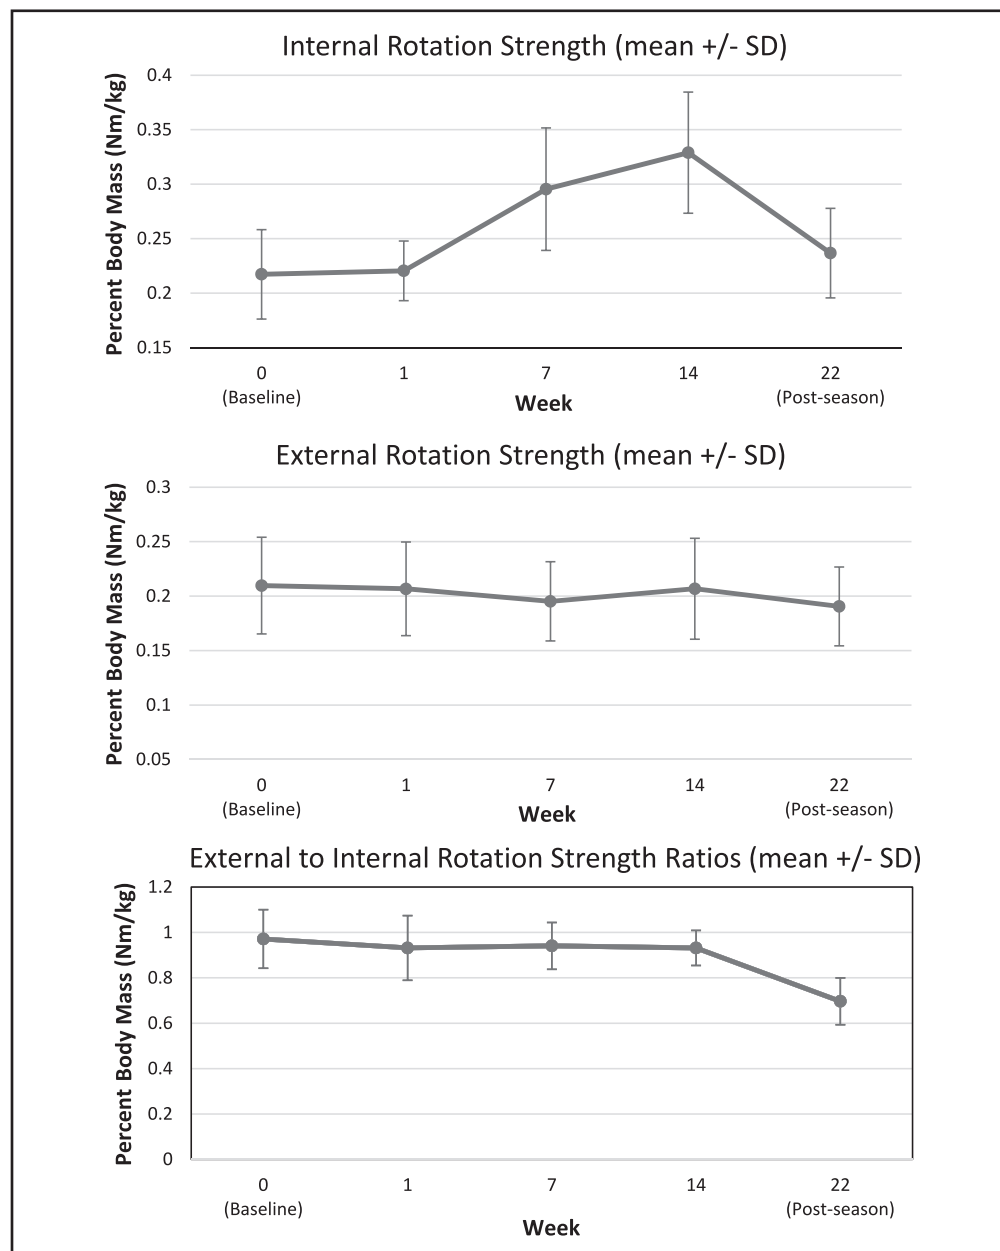 Internal Rotation Strength (mean +/- SD)
Percent Body Mass (Nm/kg)
0.4
0.35
0.3
0.25
0.2
0.15
0 1 7 14 22
(Baseline) (Post-season)
Week
External Rotation Strength (mean +/- SD)
Percent Body Mass (Nm/kg)
0.3
0.25
0.2
0.15
0.1
0.05
0 1 7 14 22
(Baseline) (Post-season)
Week
External to Internal Rotation Strength Ratios (mean +/- SD)
Percent Body Mass (Nm/kg)
1.2
1
0.8
0.6
0.4
0.2
0
0 1 7 14 22
(Baseline) (Post-season)
Week